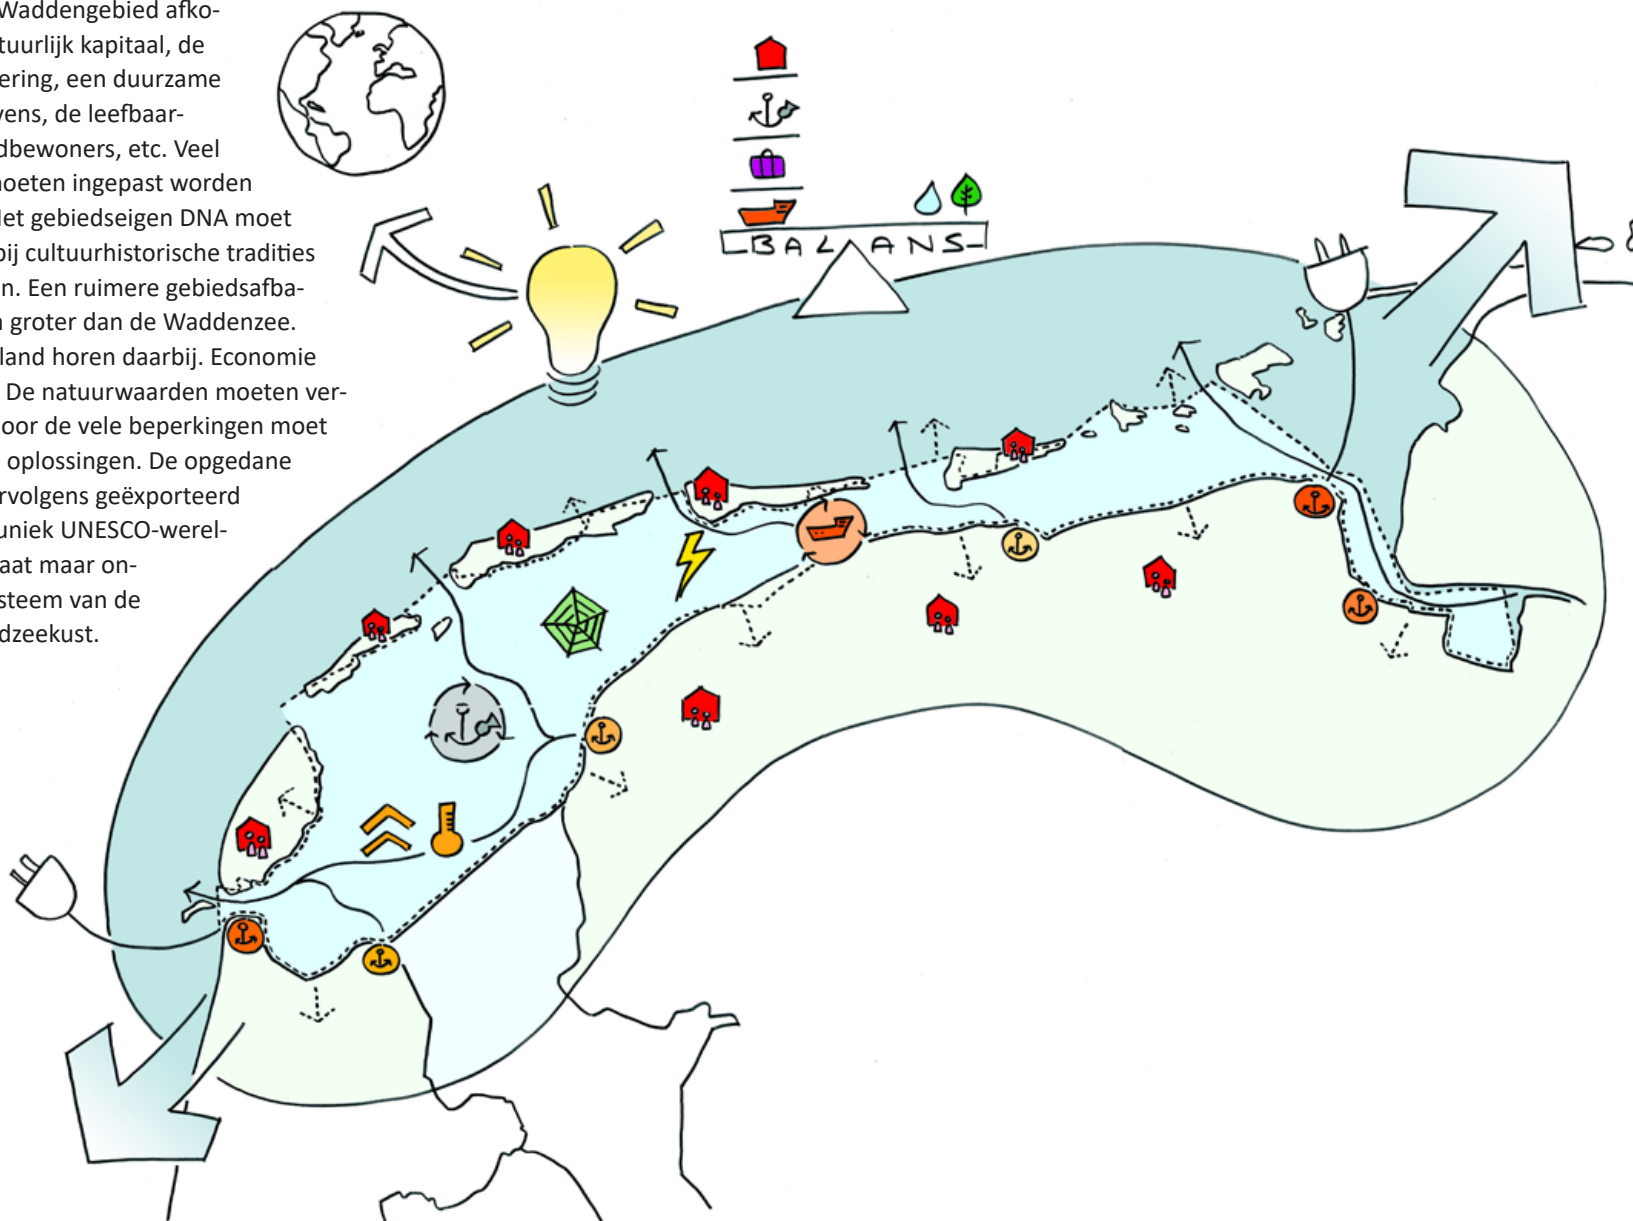 Waddengebied afko-
tuurlijk kapitaal, de
ering, een duurzame
vens, de leefbaar-
dbewoners, etc. Veel
oeten ingepast worden
et gebiedseigen DNA moet
bij cultuurhistorische tradities
n. Een ruimere gebiedsafba-
groter dan de Waddenzee.
land horen daarbij. Economie
De natuurwaarden moeten ver-
oor de vele beperkingen moet
oplossingen. De opgedane
rvolgens geëxporteerd
uniek UNESCO-werel-
aat maar on-
steem van de
dzeekust.
BALANS